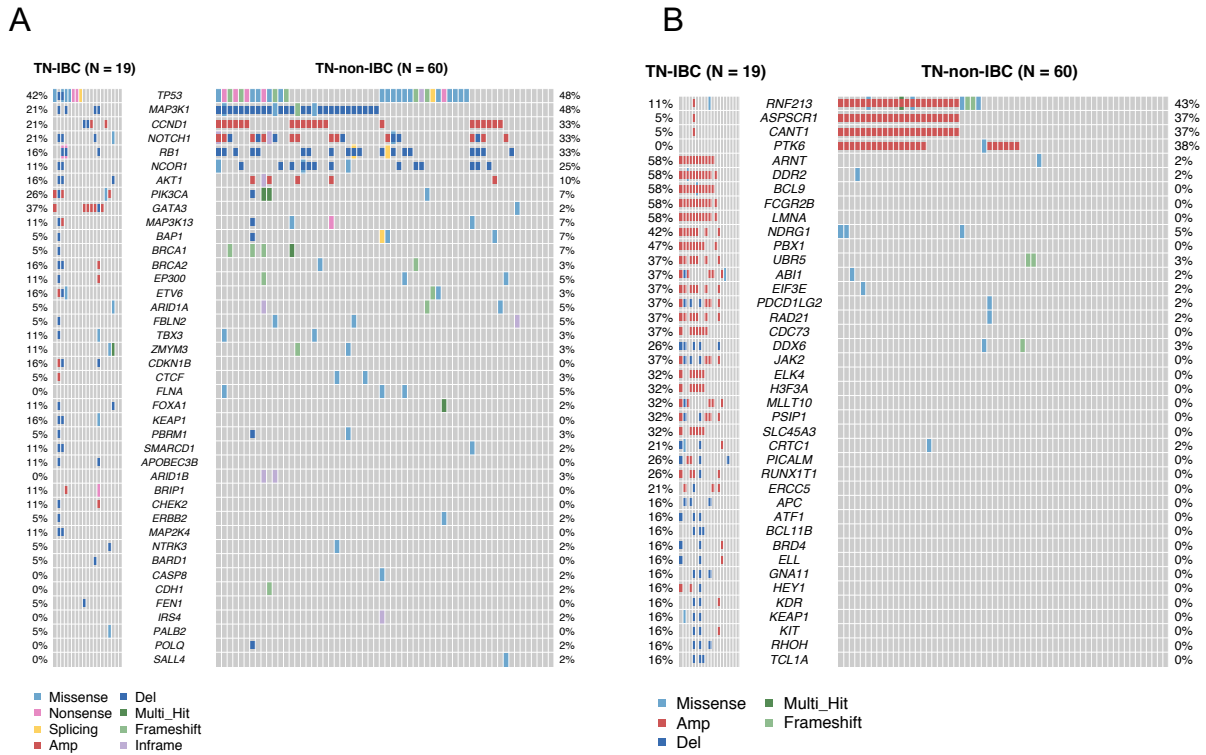 A
B
TN-IBC (N = 19)
TN-non-IBC (N = 60)
42% TP53 48%
21% MAP3K1 48%
21% CCND1 33%
21% NOTCH1 33%
16% RB1 33%
11% NCOR1 25%
16% AKT1 10%
26% PIK3CA 7%
37% GATA3 2%
11% MAP3K13 7%
5% BAP1 7%
5% BRCA1 7%
16% BRCA2 3%
11% EP300 5%
16% ETV6 3%
5% ARID1A 5%
5% FBLN2 5%
11% TBX3 3%
11% ZMYM3 3%
16% CDKN1B 0%
5% CTCF 3%
0% FLNA 5%
11% FOXA1 2%
16% KEAP1 0%
5% PBRM1 3%
11% SMARCD1 2%
11% APOBEC3B 0%
0% ARID1B 3%
11% BRIP1 0%
11% CHEK2 0%
5% ERBB2 2%
11% MAP2K4 0%
5% NTRK3 2%
5% BARD1 0%
0% CASP8 2%
0% CDH1 2%
5% FEN1 0%
0% IRS4 2%
5% PALB2 0%
0% POLQ 2%
0% SALL4 2%
Missense Del
Nonsense Multi_Hit
Splicing Frameshift
Amp Inframe
TN-IBC (N = 19)
TN-non-IBC (N = 60)
11% RNF213 43%
5% ASPSCR1 37%
5% CANT1 37%
0% PTK6 38%
58% ARNT 2%
58% DDR2 2%
58% BCL9 0%
58% FCGR2B 0%
58% LMNA 0%
42% NDRG1 5%
47% PBX1 0%
37% UBR5 3%
37% ABI1 2%
37% EIF3E 2%
37% PDCD1LG2 2%
37% RAD21 2%
37% CDC73 0%
26% DDX6 3%
37% JAK2 0%
32% ELK4 0%
32% H3F3A 0%
32% MLLT10 0%
32% PSIP1 0%
32% SLC45A3 0%
21% CRTC1 2%
26% PICALM 0%
26% RUNX1T1 0%
21% ERCC5 0%
16% APC 0%
16% ATF1 0%
16% BCL11B 0%
16% BRD4 0%
16% ELL 0%
16% GNA11 0%
16% HEY1 0%
16% KDR 0%
16% KEAP1 0%
16% KIT 0%
16% RHOH 0%
16% TCL1A 0%
Missense Multi_Hit
Amp Frameshift
Del